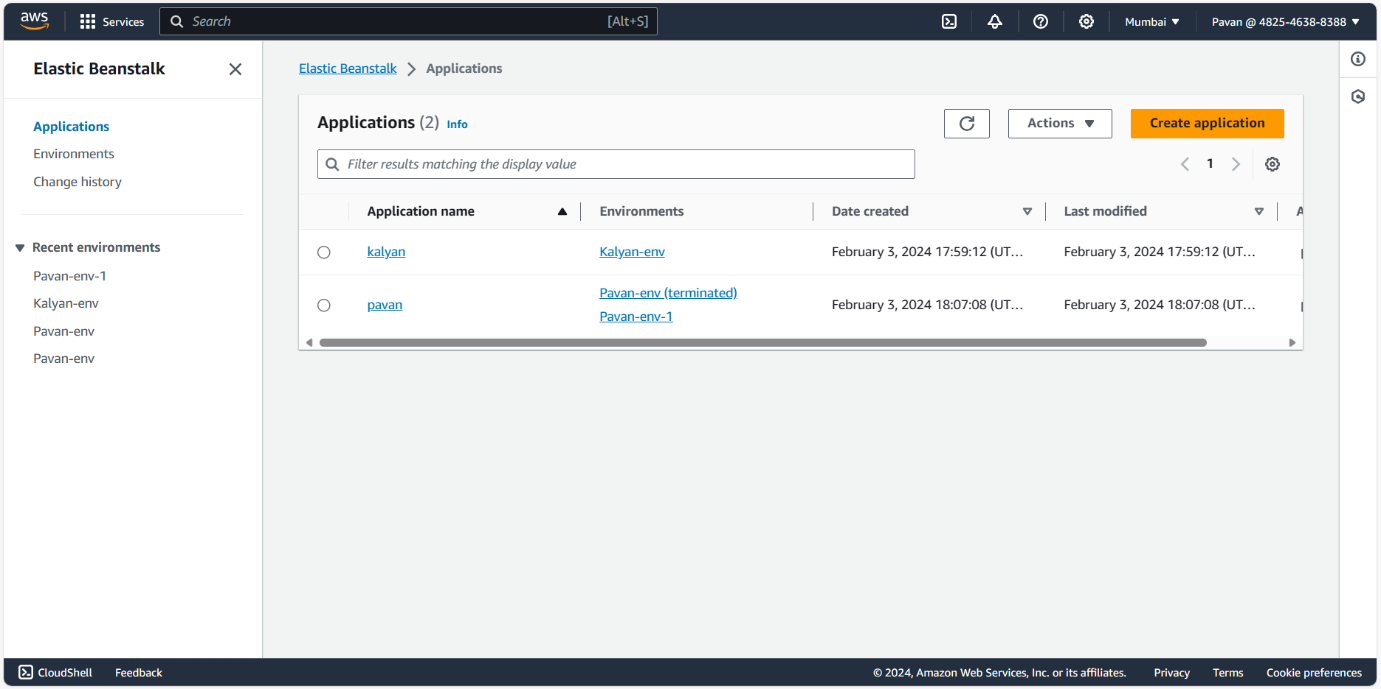 aws Services Search [Alt+S] Mumbai Pavan @ 4825-4638-8388
Elastic Beanstalk
Applications
Environments
Change history
Recent environments
Pavan-env-1
Kalyan-env
Pavan-env
Pavan-env
Elastic Beanstalk Applications
Applications (2) Info Actions Create application
Filter results matching the display value 1
Application name Environments Date created Last modified A
kalyan Kalyan-env February 3, 2024 17:59:12 (UT... February 3, 2024 17:59:12 (UT...
pavan Pavan-env (terminated) February 3, 2024 18:07:08 (UT... February 3, 2024 18:07:08 (UT...
Pavan-env-1
CloudShell Feedback © 2024, Amazon Web Services, Inc. or its affiliates. Privacy Terms Cookie preferences